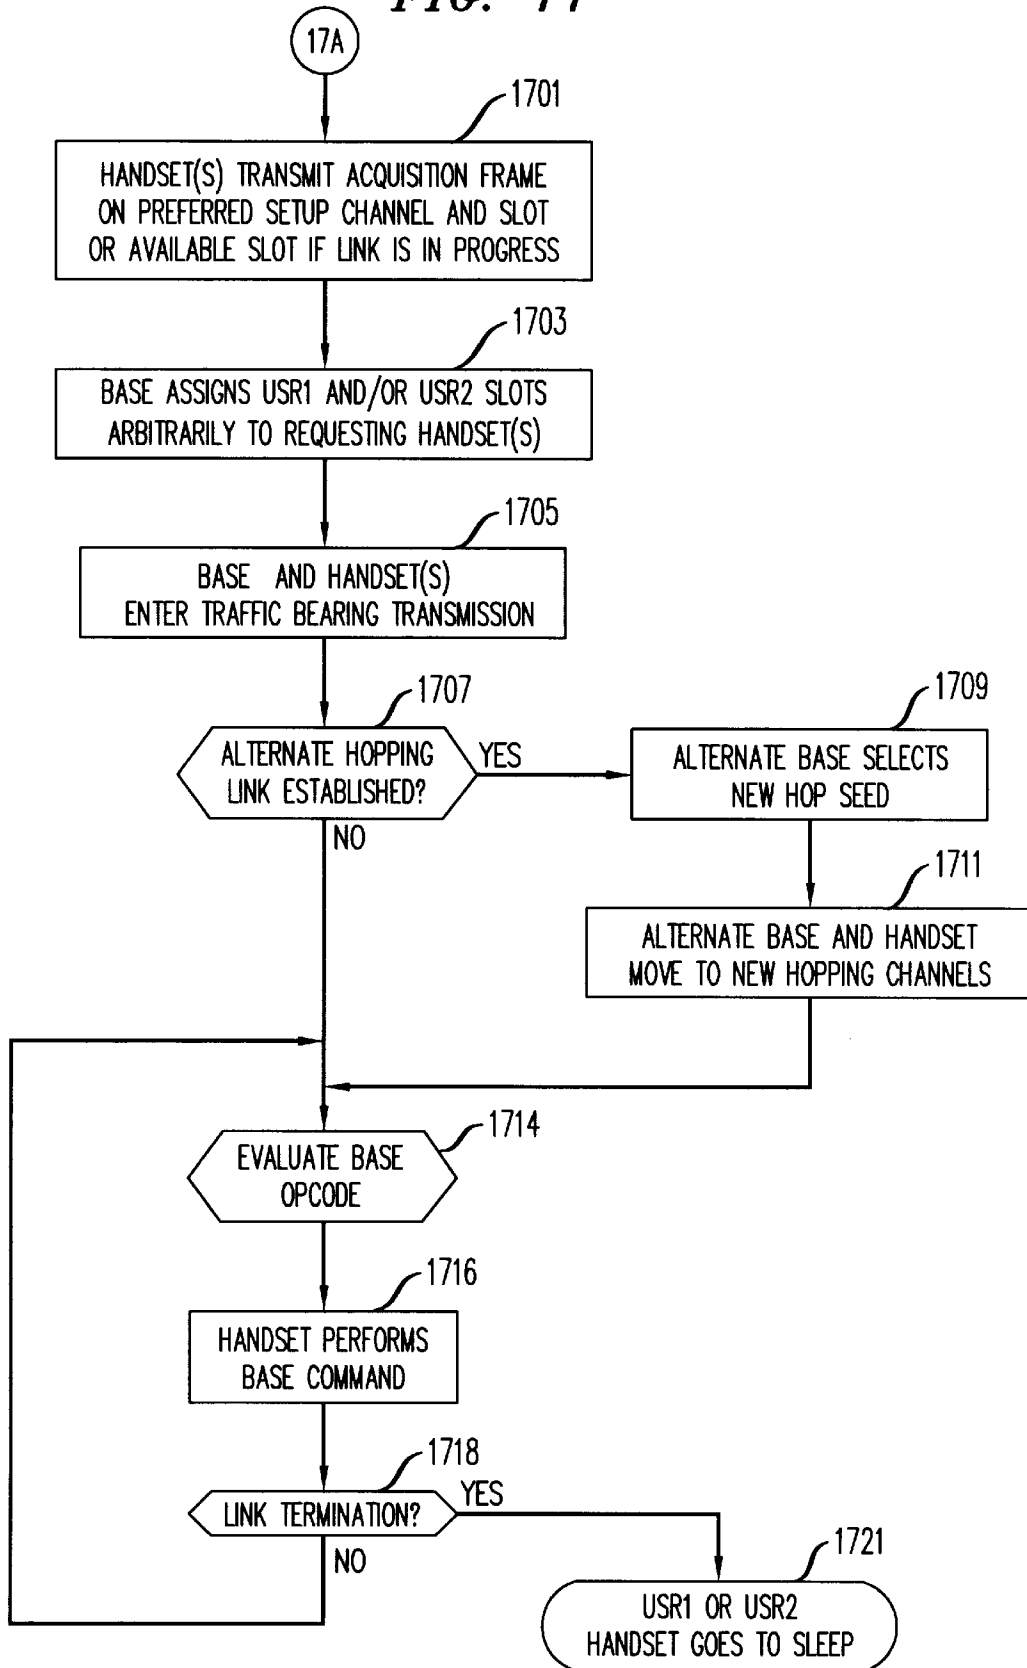 FIG. 17
17A
1701
HANDSET(S) TRANSMIT ACQUISITION FRAME
ON PREFERRED SETUP CHANNEL AND SLOT
OR AVAILABLE SLOT IF LINK IS IN PROGRESS
1703
BASE ASSIGNS USR1 AND/OR USR2 SLOTS
ARBITRARILY TO REQUESTING HANDSET(S)
1705
BASE AND HANDSET(S)
ENTER TRAFFIC BEARING TRANSMISSION
1707
ALTERNATE HOPPING
LINK ESTABLISHED?
YES
NO
1709
ALTERNATE BASE SELECTS
NEW HOP SEED
1711
ALTERNATE BASE AND HANDSET
MOVE TO NEW HOPPING CHANNELS
1714
EVALUATE BASE
OPCODE
1716
HANDSET PERFORMS
BASE COMMAND
1718
LINK TERMINATION?
YES
NO
1721
USR1 OR USR2
HANDSET GOES TO SLEEP